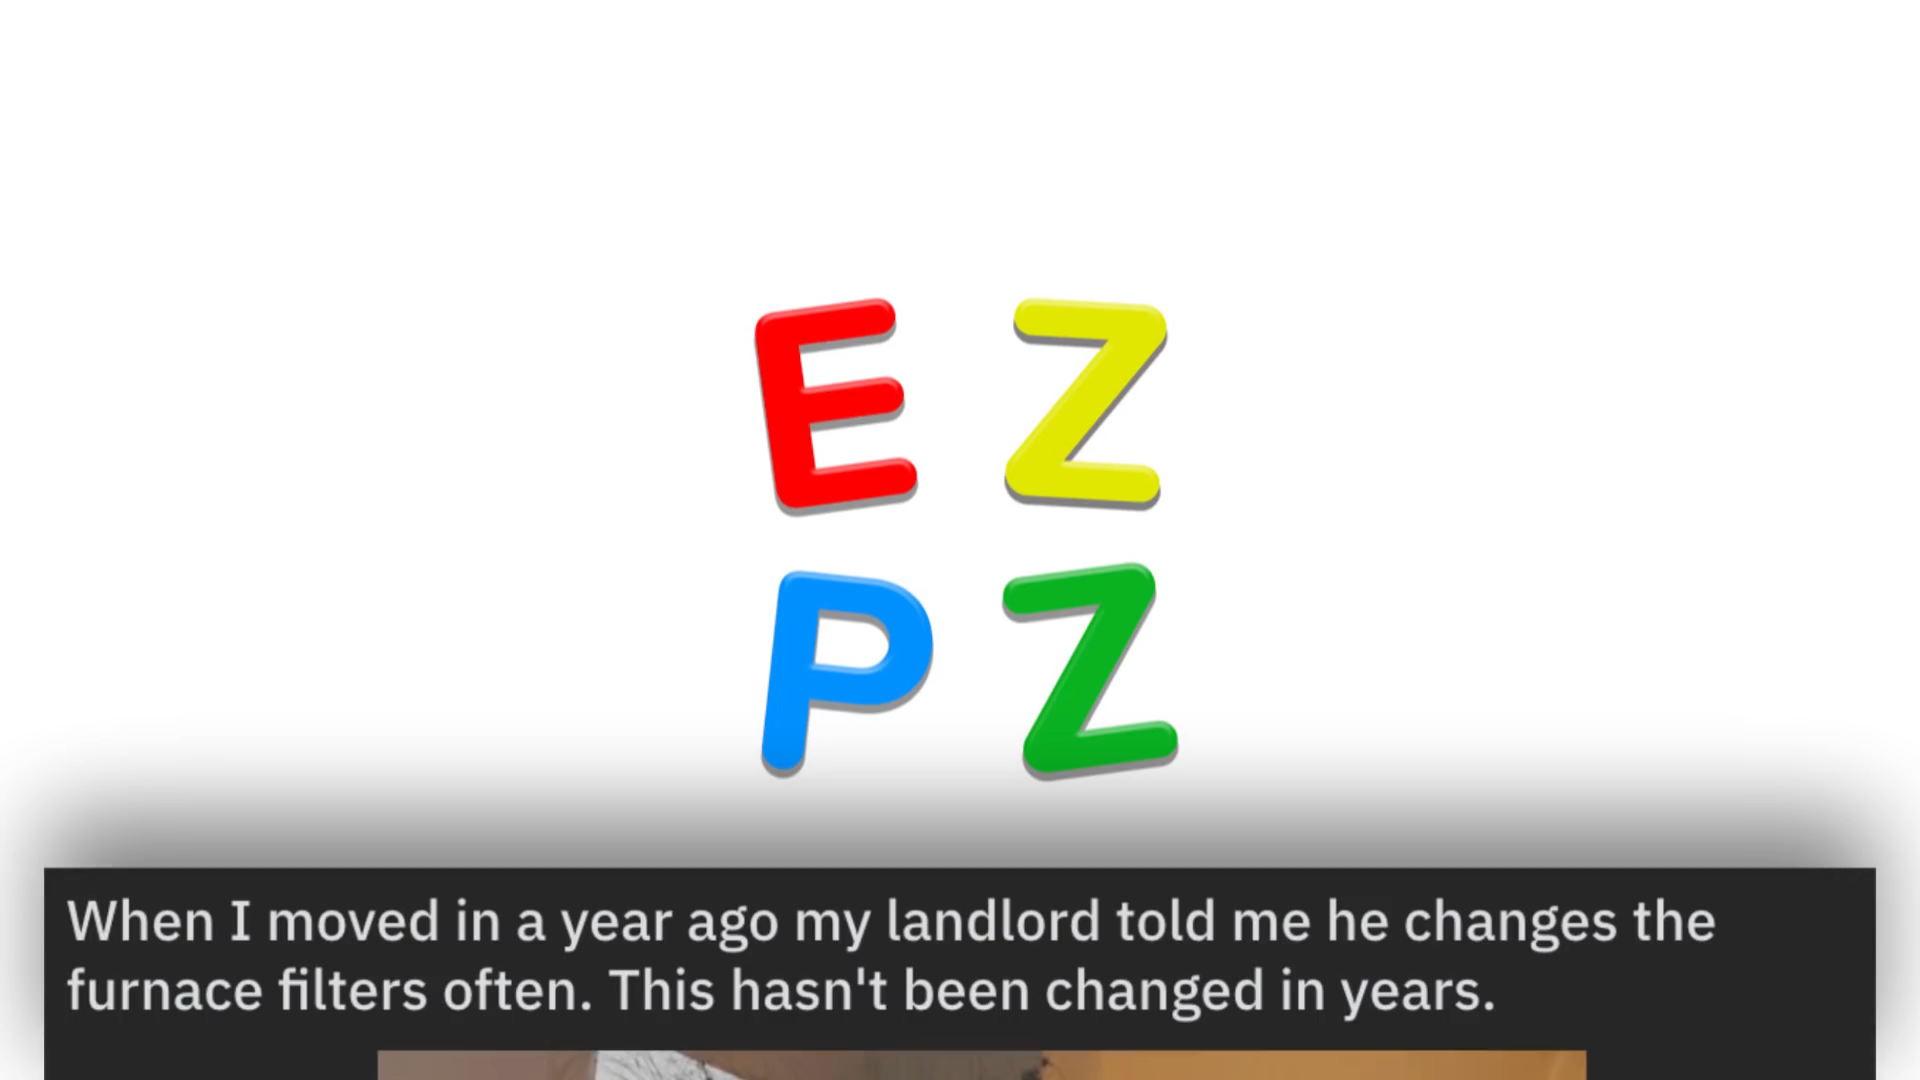 E Z
P Z
When I moved in a year ago my landlord told me he changes the
furnace filters often. This hasn't been changed in years.